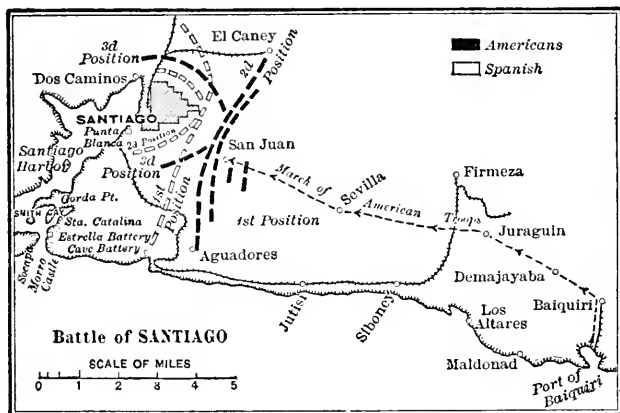 3d Position
El Caney
2d Position
Americans
Spanish
Dos Caminos
SANTIAGO
Punta Blanca
2d Position
San Juan
Santiago Harbor
3d Position
March of American Troops
Firmeza
Gorda Pt.
1st Position
Sevilla
SMITH CAY
Sta. Catalina
1st Position
Juraguin
Estrella Battery
Cave Battery
Aguadores
Socapa
Morro Castle
Demajayaba
Baiquiri
Jutisi
Siboney
Los Altares
Battle of SANTIAGO
SCALE OF MILES
0 1 2 3 4 5
Maldonad
Port of Baiquiri